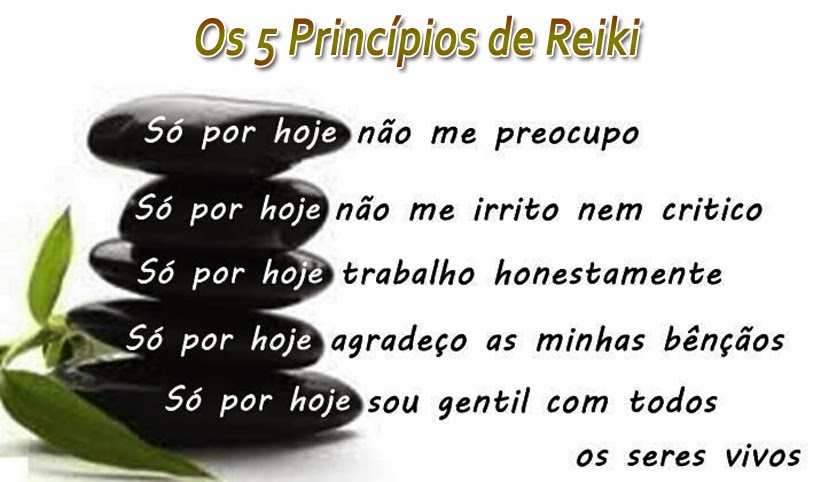 Os 5 Princípios de Reiki
Só por hoje não me preocupo
Só por hoje não me irrito nem critico
Só por hoje trabalho honestamente
Só por hoje agradeço as minhas bênçãos
Só por hoje sou gentil com todos
os seres vivos